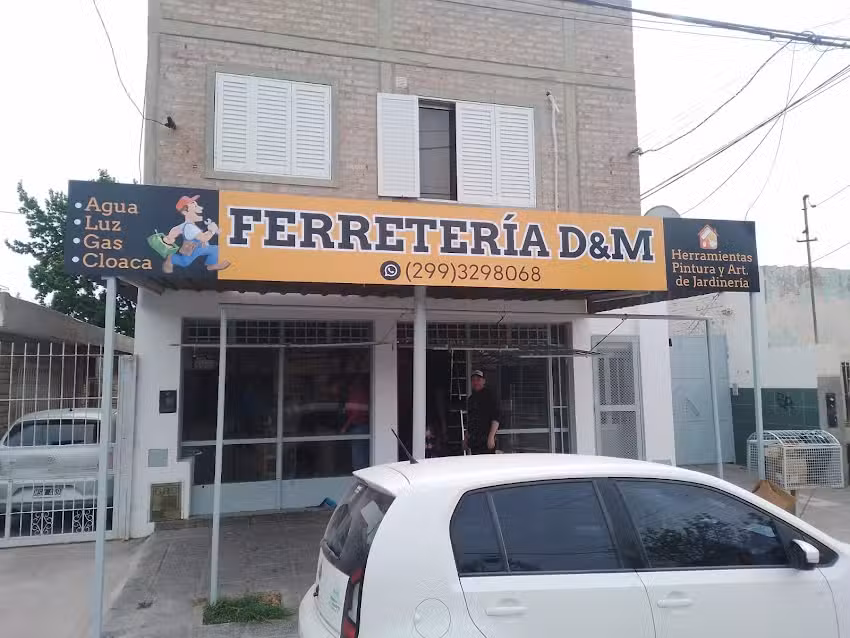 • Agua
• Luz
• Gas
• Cloaca
FERRETERÍA D&M
(299)3298068
Herramientas
Pintura y Art.
de Jardinería